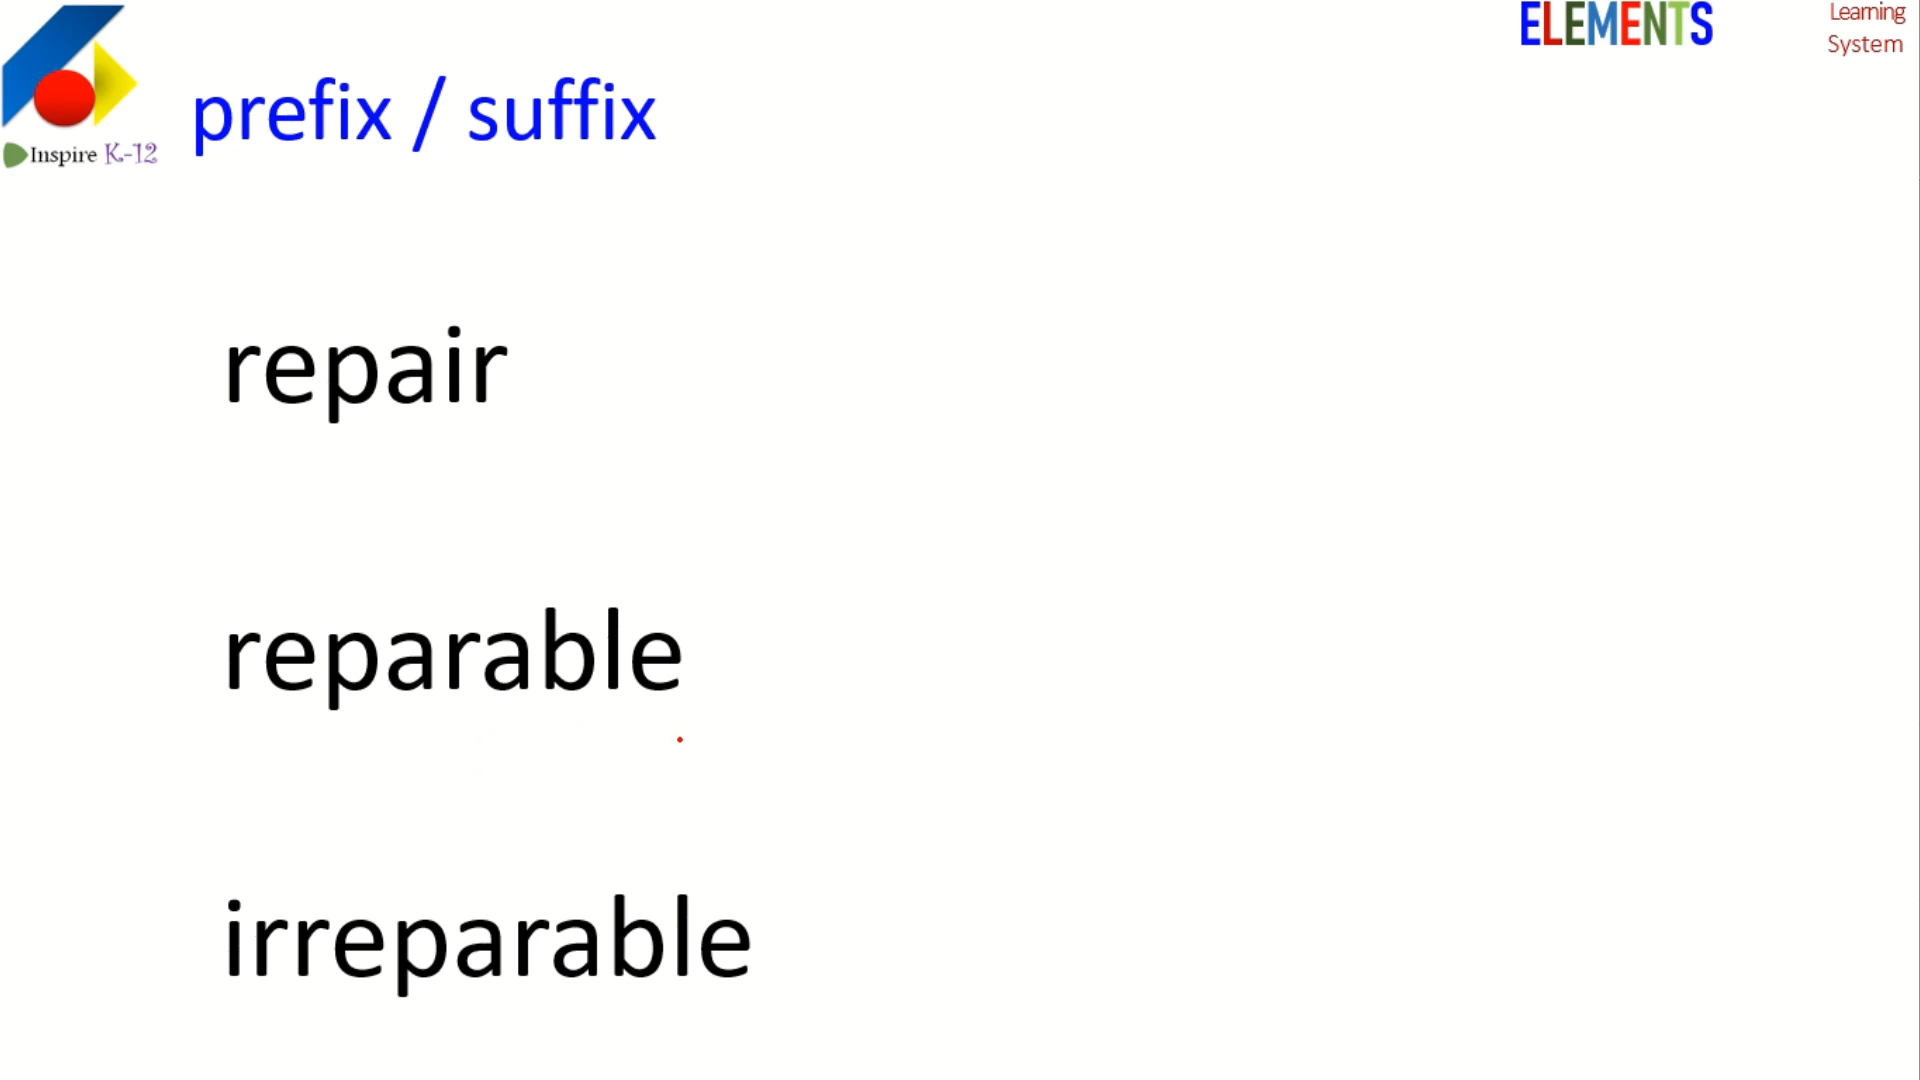 ELEMENTS
Learning
System
prefix / suffix
Inspire K-12
repair
reparable
irreparable